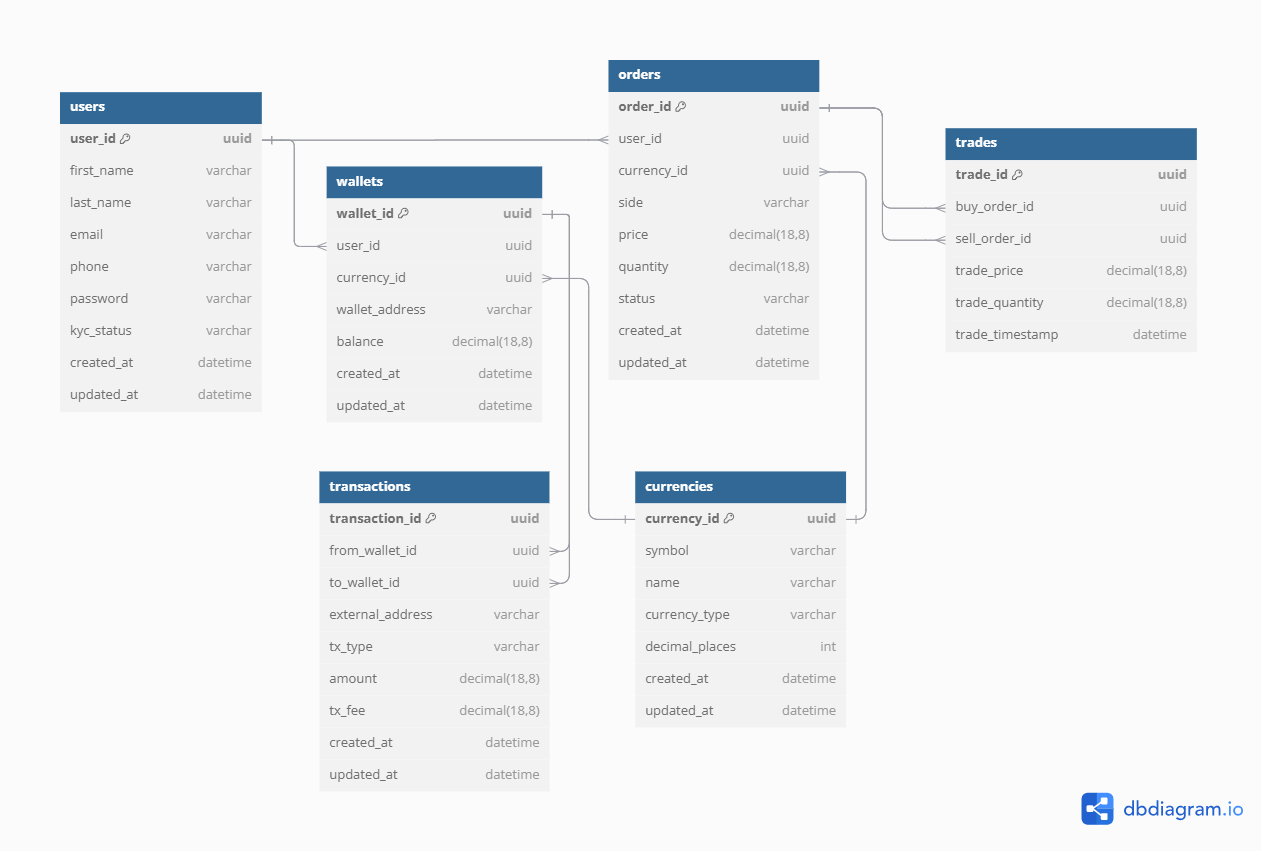 users
user_id uuid
first_name varchar
last_name varchar
email varchar
phone varchar
password varchar
kyc_status varchar
created_at datetime
updated_at datetime
wallets
wallet_id uuid
user_id uuid
currency_id uuid
wallet_address varchar
balance decimal(18,8)
created_at datetime
updated_at datetime
orders
order_id uuid
user_id uuid
currency_id uuid
side varchar
price decimal(18,8)
quantity decimal(18,8)
status varchar
created_at datetime
updated_at datetime
trades
trade_id uuid
buy_order_id uuid
sell_order_id uuid
trade_price decimal(18,8)
trade_quantity decimal(18,8)
trade_timestamp datetime
transactions
transaction_id uuid
from_wallet_id uuid
to_wallet_id uuid
external_address varchar
tx_type varchar
amount decimal(18,8)
tx_fee decimal(18,8)
created_at datetime
updated_at datetime
currencies
currency_id uuid
symbol varchar
name varchar
currency_type varchar
decimal_places int
created_at datetime
updated_at datetime
dbdiagram.io